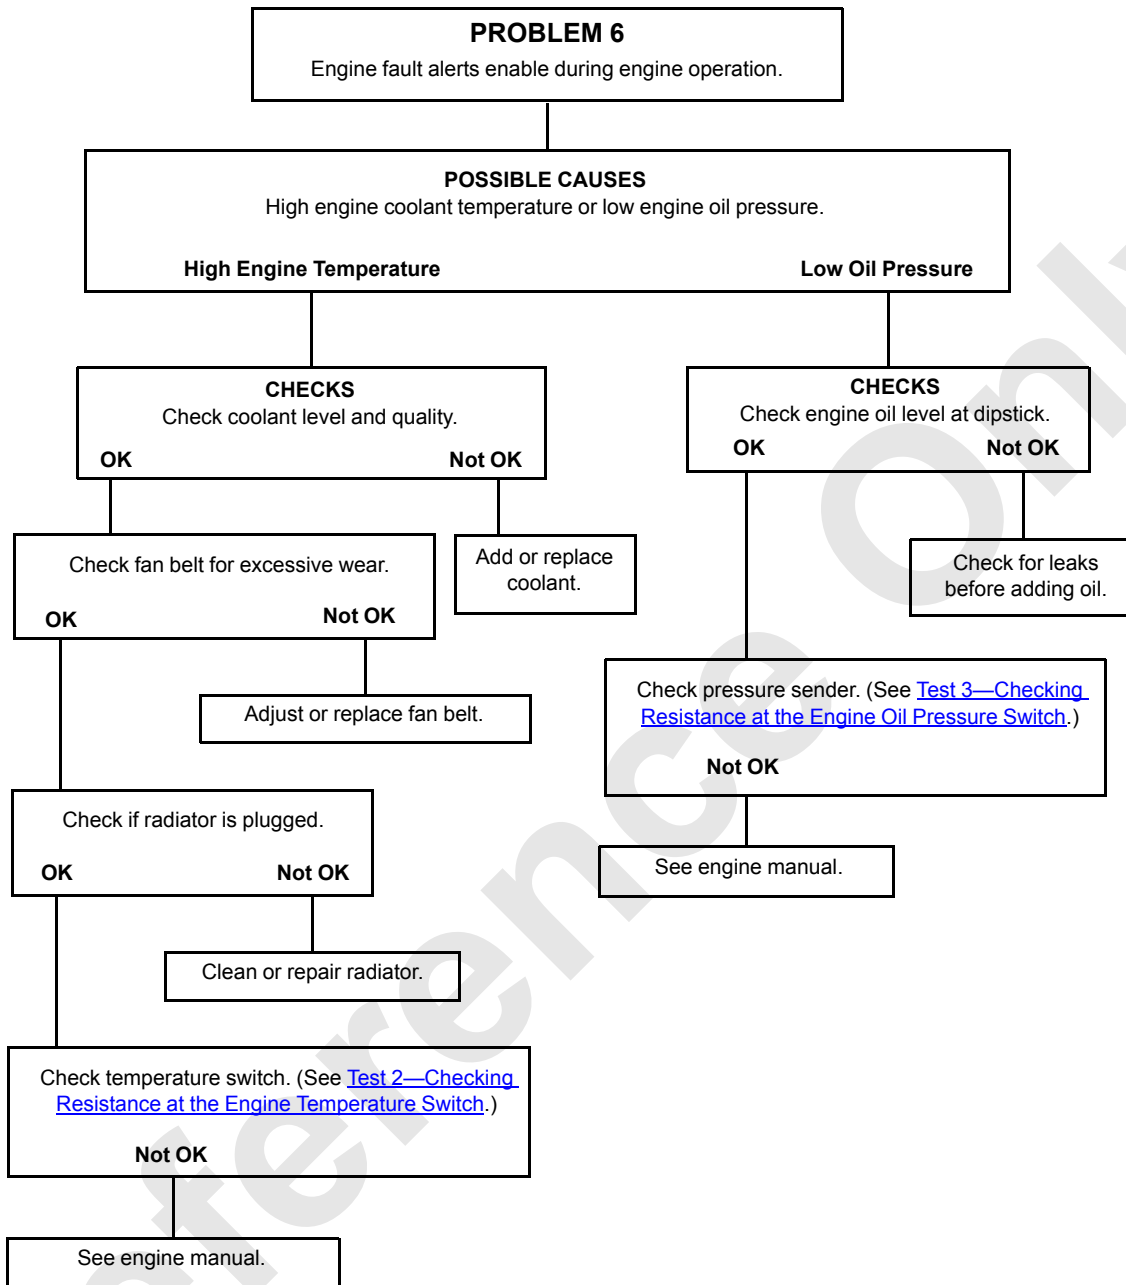 PROBLEM 6
Engine fault alerts enable during engine operation.
POSSIBLE CAUSES
High engine coolant temperature or low engine oil pressure.
High Engine Temperature
Low Oil Pressure
CHECKS
Check coolant level and quality.
OK
Not OK
CHECKS
Check engine oil level at dipstick.
OK
Not OK
Check fan belt for excessive wear.
OK
Not OK
Add or replace
coolant.
Check for leaks
before adding oil.
Adjust or replace fan belt.
Check pressure sender. (See Test 3—Checking
Resistance at the Engine Oil Pressure Switch.)
Not OK
Check if radiator is plugged.
OK
Not OK
See engine manual.
Clean or repair radiator.
Check temperature switch. (See Test 2—Checking
Resistance at the Engine Temperature Switch.)
Not OK
See engine manual.
eference Only